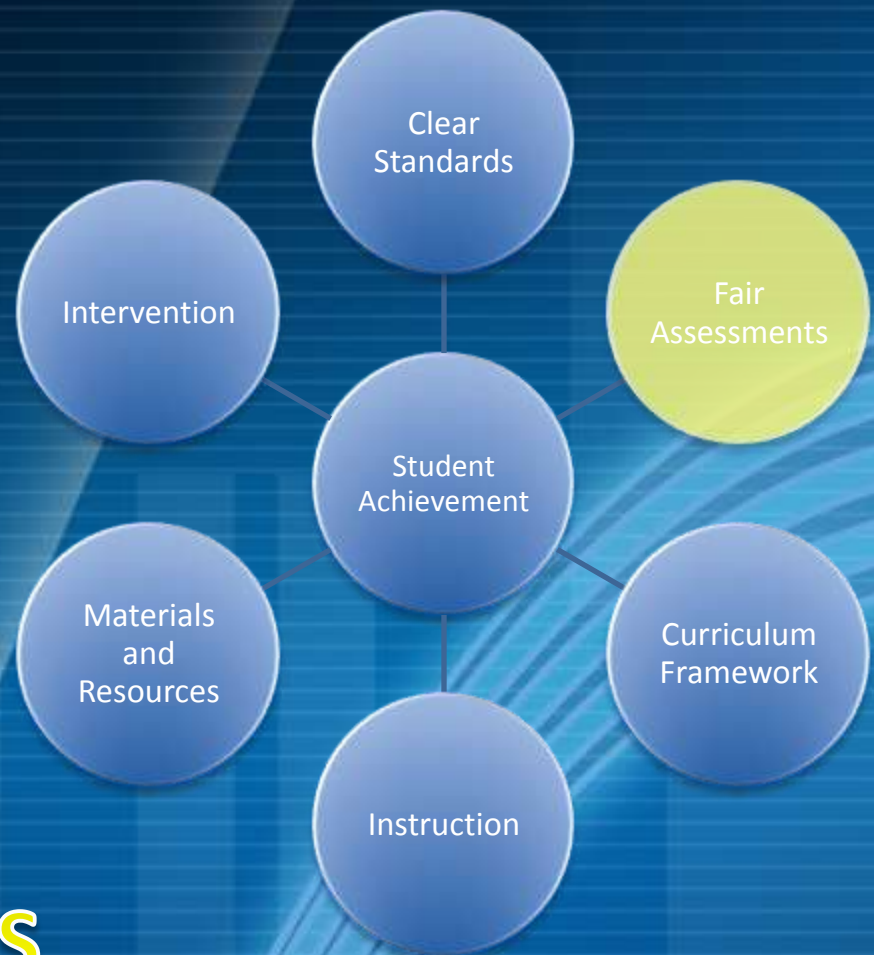 Clear
Standards
Intervention
Fair
Assessments
Student
Achievement
Materials
and
Resources
Curriculum
Framework
Instruction
s